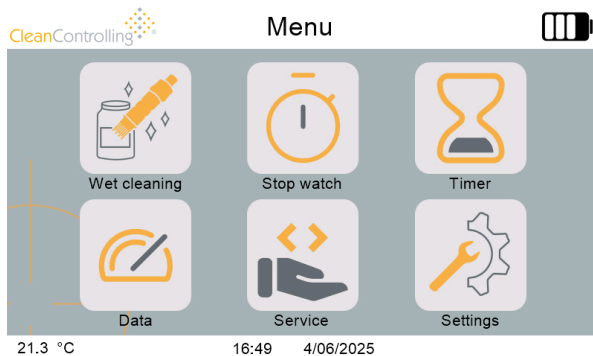 CleanControlling
Menu
Wet cleaning
Stop watch
Timer
Data
Service
Settings
21.3 °C
16:49
4/06/2025